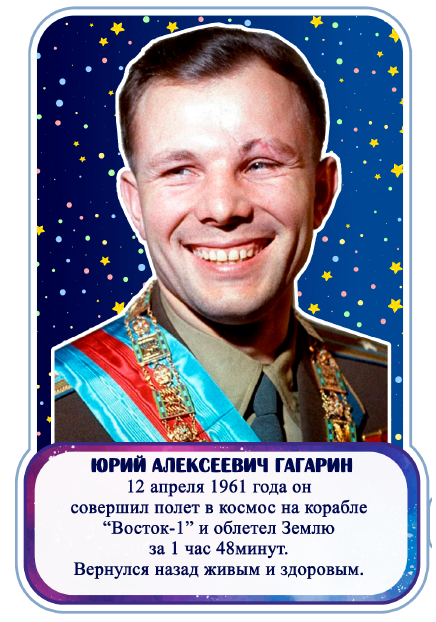 ЮРИЙ АЛЕКСЕЕВИЧ ГАГАРИН
12 апреля 1961 года он
совершил полет в космос на корабле
“Восток-1” и облетел Землю
за 1 час 48минут.
Вернулся назад живым и здоровым.